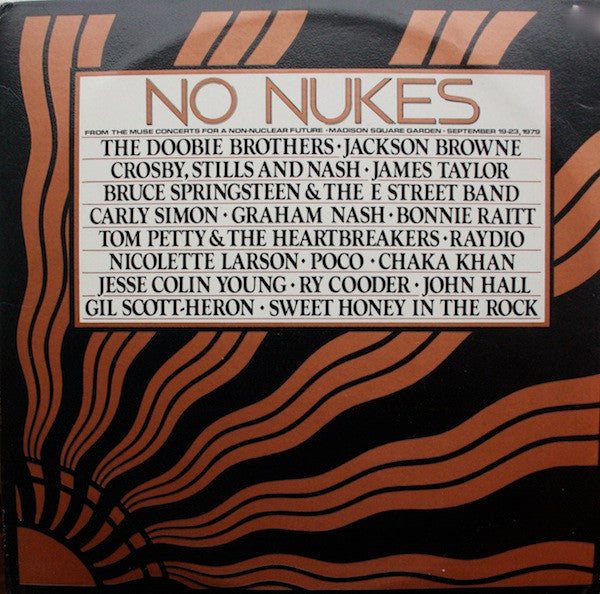 NO NUKES
FROM THE MUSE CONCERTS FOR A NON-NUCLEAR FUTURE • MADISON SQUARE GARDEN • SEPTEMBER 19-23, 1979
THE DOOBIE BROTHERS • JACKSON BROWNE
CROSBY, STILLS AND NASH • JAMES TAYLOR
BRUCE SPRINGSTEEN & THE E STREET BAND
CARLY SIMON • GRAHAM NASH • BONNIE RAITT
TOM PETTY & THE HEARTBREAKERS • RAYDIO
NICOLETTE LARSON • POCO • CHAKA KHAN
JESSE COLIN YOUNG • RY COODER • JOHN HALL
GIL SCOTT-HERON • SWEET HONEY IN THE ROCK